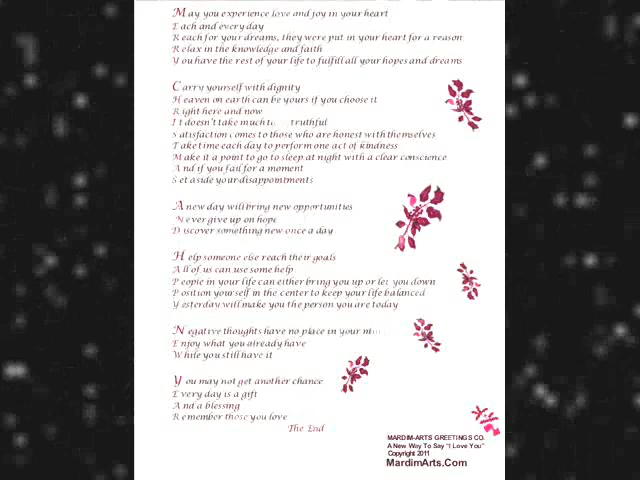 May you experience love and joy in your heart
Each and every day
Reach for your dreams, they were put in your heart for a reason
Relax in the knowledge and faith
You have the rest of your life to fulfill all your hopes and dreams
Carry yourself with dignity
Heaven on earth can be yours if you choose it
Right here and now
It doesn't take much to truthful
Satisfaction comes to those who are honest with themselves
Take time each day to perform one act of kindness
Make it a point to go to sleep at night with a clear conscience
And if you fail for a moment
Set aside your disappointments
A new day will bring new opportunities
Never give up on hope
Discover something new once a day
Help someone else reach their goals
All of us can use some help
People in your life can either bring you up or let you down
Position yourself in the center to keep your life balanced
Yesterday will make you the person you are today
Negative thoughts have no place in your
Enjoy what you already have
While you still have it
You may not get another chance
Every day is a gift
And a blessing
Remember those you love
The End
MARDIM-ARTS GREETINGS CO.
A New Way To Say "I Love You"
Copyright 2011
MardimArts.Com